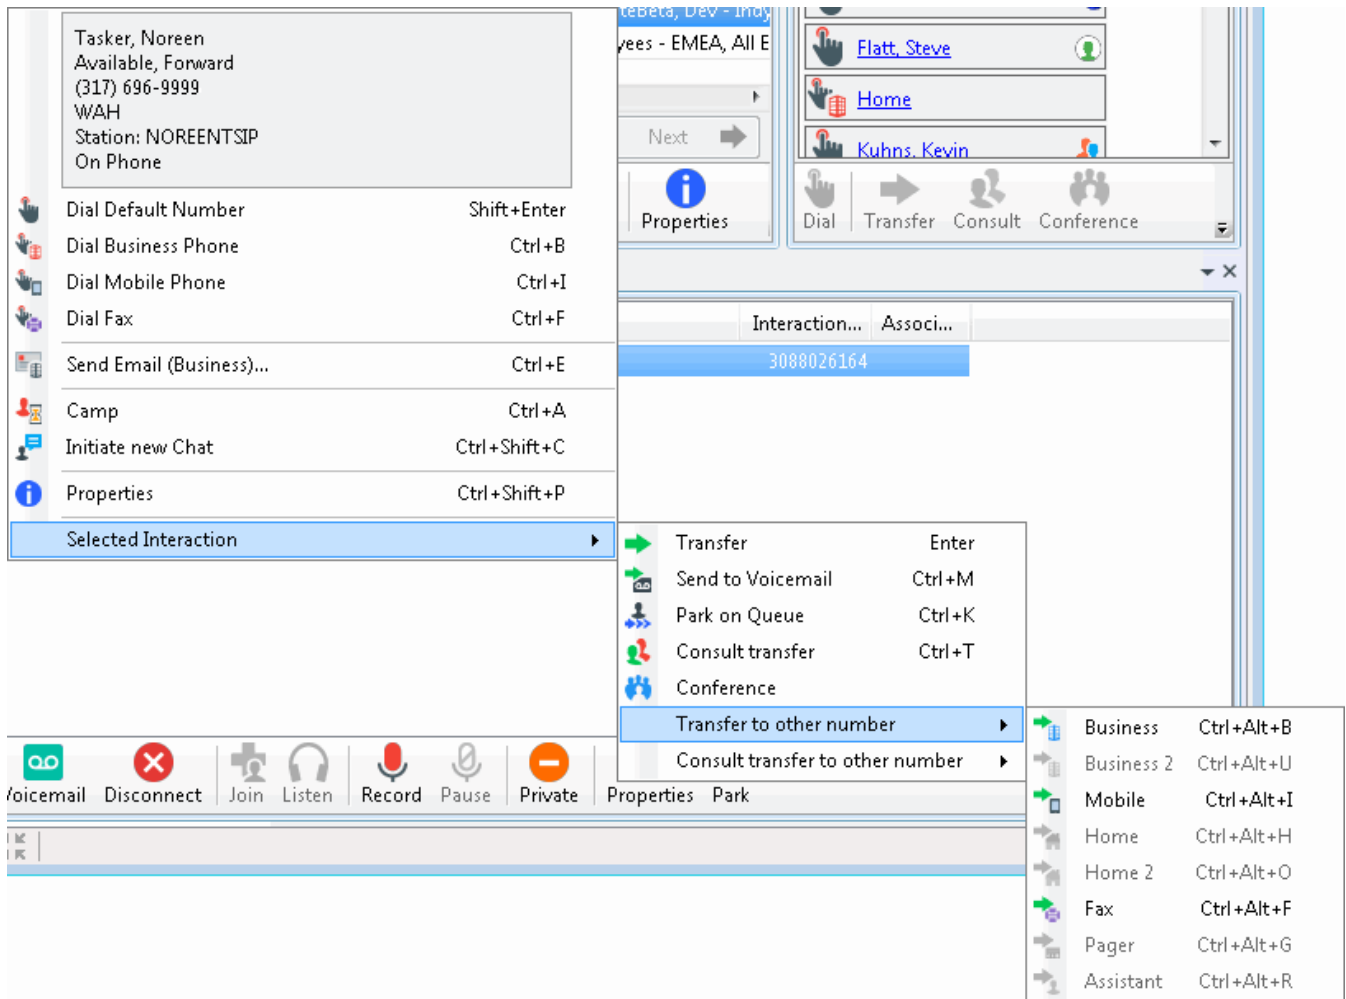 Tasker, Noreen
Available, Forward
(317) 696-9999
WAH
Station: NOREENTSIP
On Phone
Dial Default Number Shift+Enter
Dial Business Phone Ctrl+B
Dial Mobile Phone Ctrl+I
Dial Fax Ctrl+F
Send Email (Business)... Ctrl+E
Camp Ctrl+A
Initiate new Chat Ctrl+Shift+C
Properties Ctrl+Shift+P
Selected Interaction
Dev - Indy
yees - EMEA, All E
Next
Properties
Flatt, Steve
Home
Kuhns, Kevin
Dial Transfer Consult Conference
Interaction... Associ...
3088026164
Transfer Enter
Send to Voicemail Ctrl+M
Park on Queue Ctrl+K
Consult transfer Ctrl+T
Conference
Transfer to other number
Consult transfer to other number
Business Ctrl+Alt+B
Business 2 Ctrl+Alt+U
Mobile Ctrl+Alt+I
Home Ctrl+Alt+H
Home 2 Ctrl+Alt+O
Fax Ctrl+Alt+F
Pager Ctrl+Alt+G
Assistant Ctrl+Alt+R
Voicemail Disconnect Join Listen Record Pause Private Properties Park